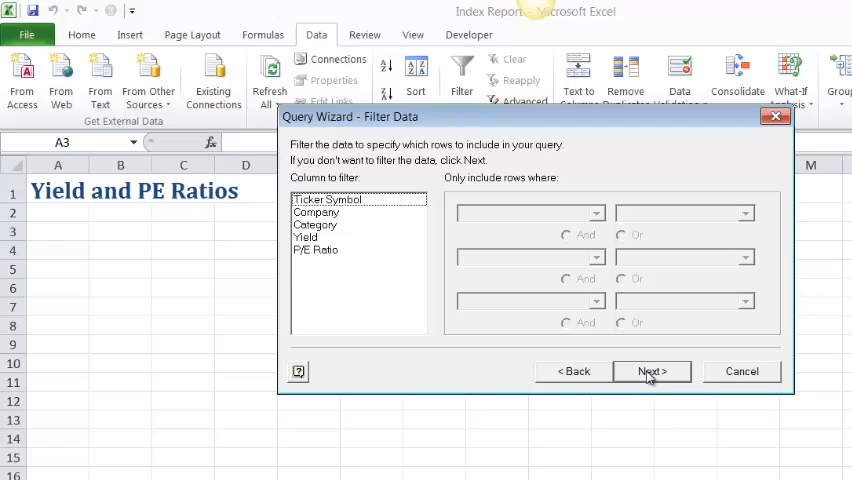 Index Report - Microsoft Excel
File Home Insert Page Layout Formulas Data Review View Developer
From Access
From Web
From Text
From Other Sources
Existing Connections
Get External Data
Refresh All
Connections
Properties
Edit Links
Sort
Filter
Clear
Reapply
Advanced
Text to Columns
Remove Duplicates
Data Validation
Consolidate
What-If Analysis
Group
A3
fx
A B C D M
1 Yield and PE Ratios
2
3
4
5
6
7
8
9
10
11
12
13
14
15
16
Query Wizard - Filter Data
Filter the data to specify which rows to include in your query.
If you don't want to filter the data, click Next.
Column to filter:
Ticker Symbol
Company
Category
Yield
P/E Ratio
Only include rows where:
And Or
And Or
And Or
?
< Back Next > Cancel